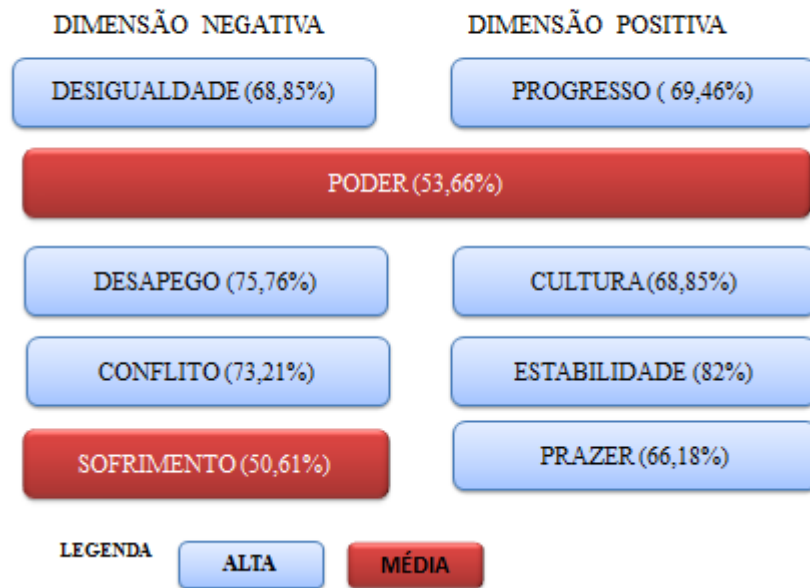 DIMENSÃO NEGATIVA DIMENSÃO POSITIVA
DESIGUALDADE (68,85%) PROGRESSO ( 69,46%)
PODER (53,66%)
DESAPEGO (75,76%) CULTURA (68,85%)
CONFLITO (73,21%) ESTABILIDADE (82%)
SOFRIMENTO (50,61%) PRAZER (66,18%)
LEGENDA ALTA MÉDIA